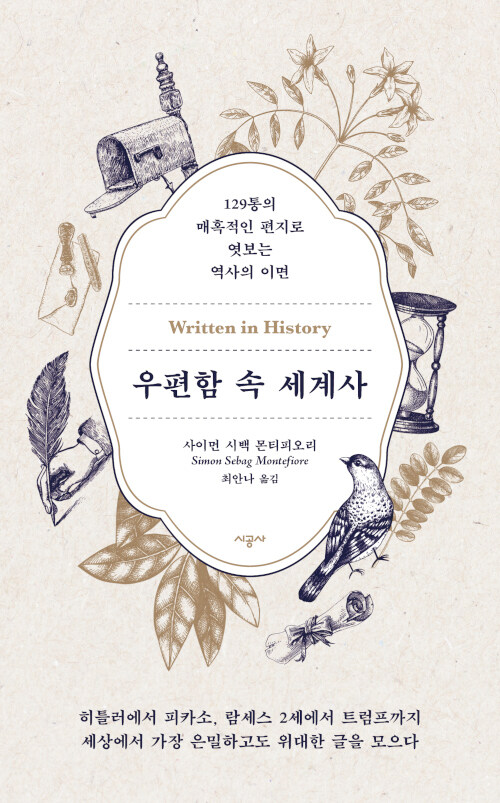 129통의
매혹적인 편지로
엿보는
역사의 이면
Written in History
우편함 속 세계사
사이먼 시백 몬티피오리
Simon Sebag Montefiore
최안나 옮김
시공사
히틀러에서 피카소, 람세스 2세에서 트럼프까지
세상에서 가장 은밀하고도 위대한 글을 모으다